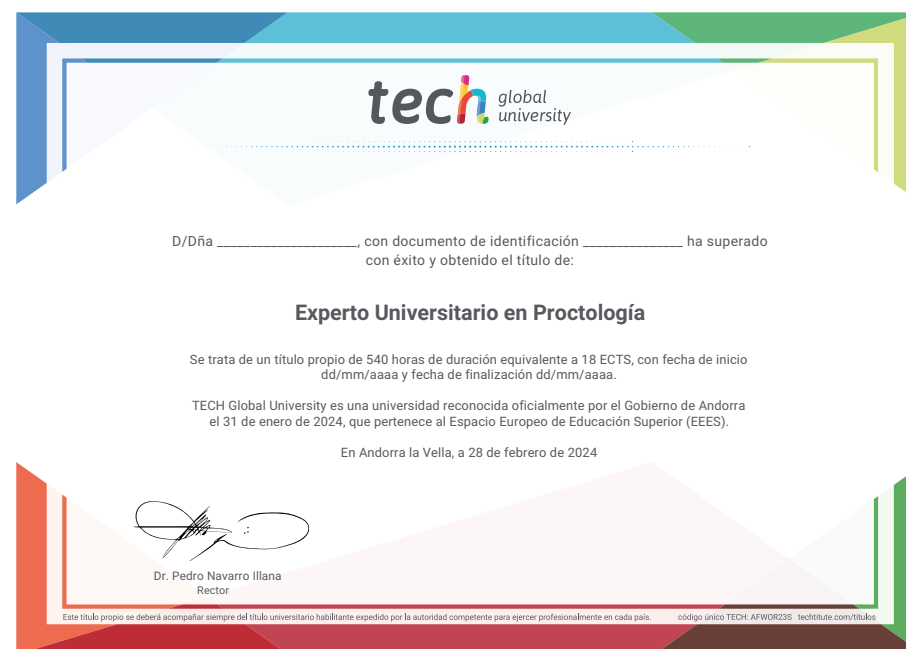 tech global
university
D/Dña _____________________, con documento de identificación _______________ ha superado
con éxito y obtenido el título de:
Experto Universitario en Proctología
Se trata de un título propio de 540 horas de duración equivalente a 18 ECTS, con fecha de inicio
dd/mm/aaaa y fecha de finalización dd/mm/aaaa.
TECH Global University es una universidad reconocida oficialmente por el Gobierno de Andorra
el 31 de enero de 2024, que pertenece al Espacio Europeo de Educación Superior (EEES).
En Andorra la Vella, a 28 de febrero de 2024
Dr. Pedro Navarro Illana
Rector
Este título propio se deberá acompañar siempre del título universitario habilitante expedido por la autoridad competente para ejercer profesionalmente en cada país. código único TECH: AFWOR23S techtitute.com/titulos